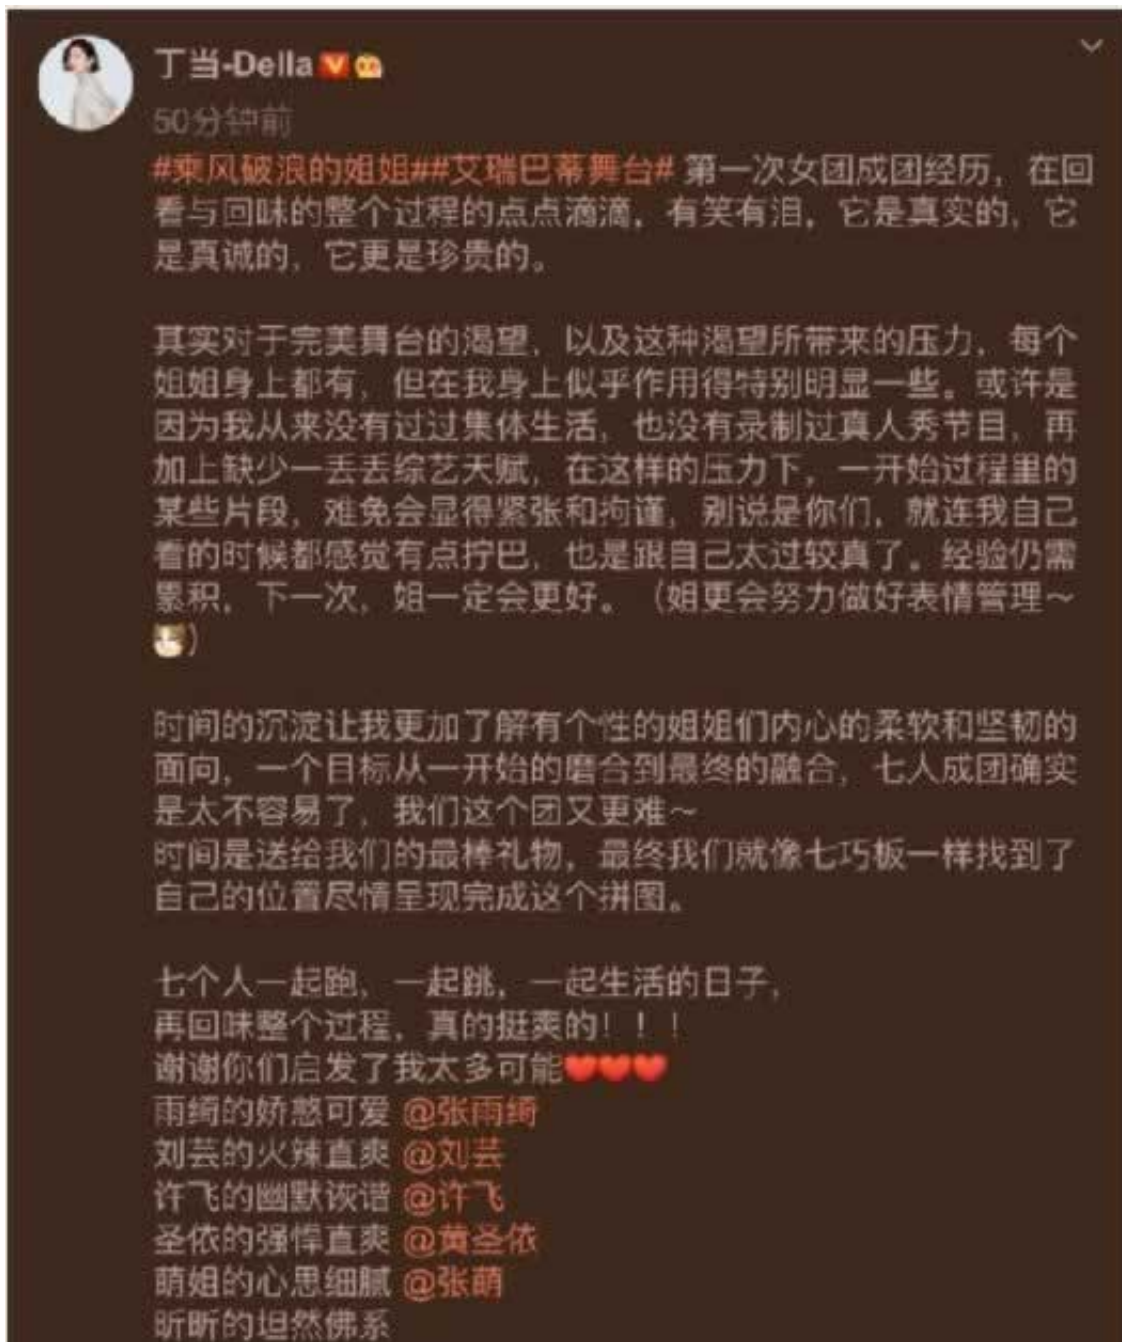 丁当-Della
50分钟前
#乘风破浪的姐姐##艾瑞巴蒂舞台# 第一次女团成团经历，在回
看与回味的整个过程的点点滴滴，有笑有泪，它是真实的，它
是真诚的，它更是珍贵的。
其实对于完美舞台的渴望，以及这种渴望所带来的压力，每个
姐姐身上都有，但在我身上似乎作用得特别明显一些。或许是
因为我从来没有过过集体生活，也没有录制过真人秀节目，再
加上缺少一丢丢综艺天赋，在这样的压力下，一开始过程里的
某些片段，难免会显得紧张和拘谨，别说是你们，就连我自己
看的时候都感觉有点拧巴，也是跟自己太过较真了。经验仍需
累积，下一次，姐一定会更好。（姐更会努力做好表情管理～
）
时间的沉淀让我更加了解有个性的姐姐们内心的柔软和坚韧的
面向，一个目标从一开始的磨合到最终的融合，七人成团确实
是太不容易了，我们这个团又更难～
时间是送给我们的最棒礼物，最终我们就像七巧板一样找到了
自己的位置尽情呈现完成这个拼图。
七个人一起跑，一起跳，一起生活的日子，
再回味整个过程，真的挺爽的！！！
谢谢你们启发了我太多可能❤❤❤
雨绮的娇憨可爱 @张雨绮
刘芸的火辣直爽 @刘芸
许飞的幽默诙谐 @许飞
圣依的强悍直爽 @黄圣依
萌姐的心思细腻 @张萌
昕昕的坦然佛系